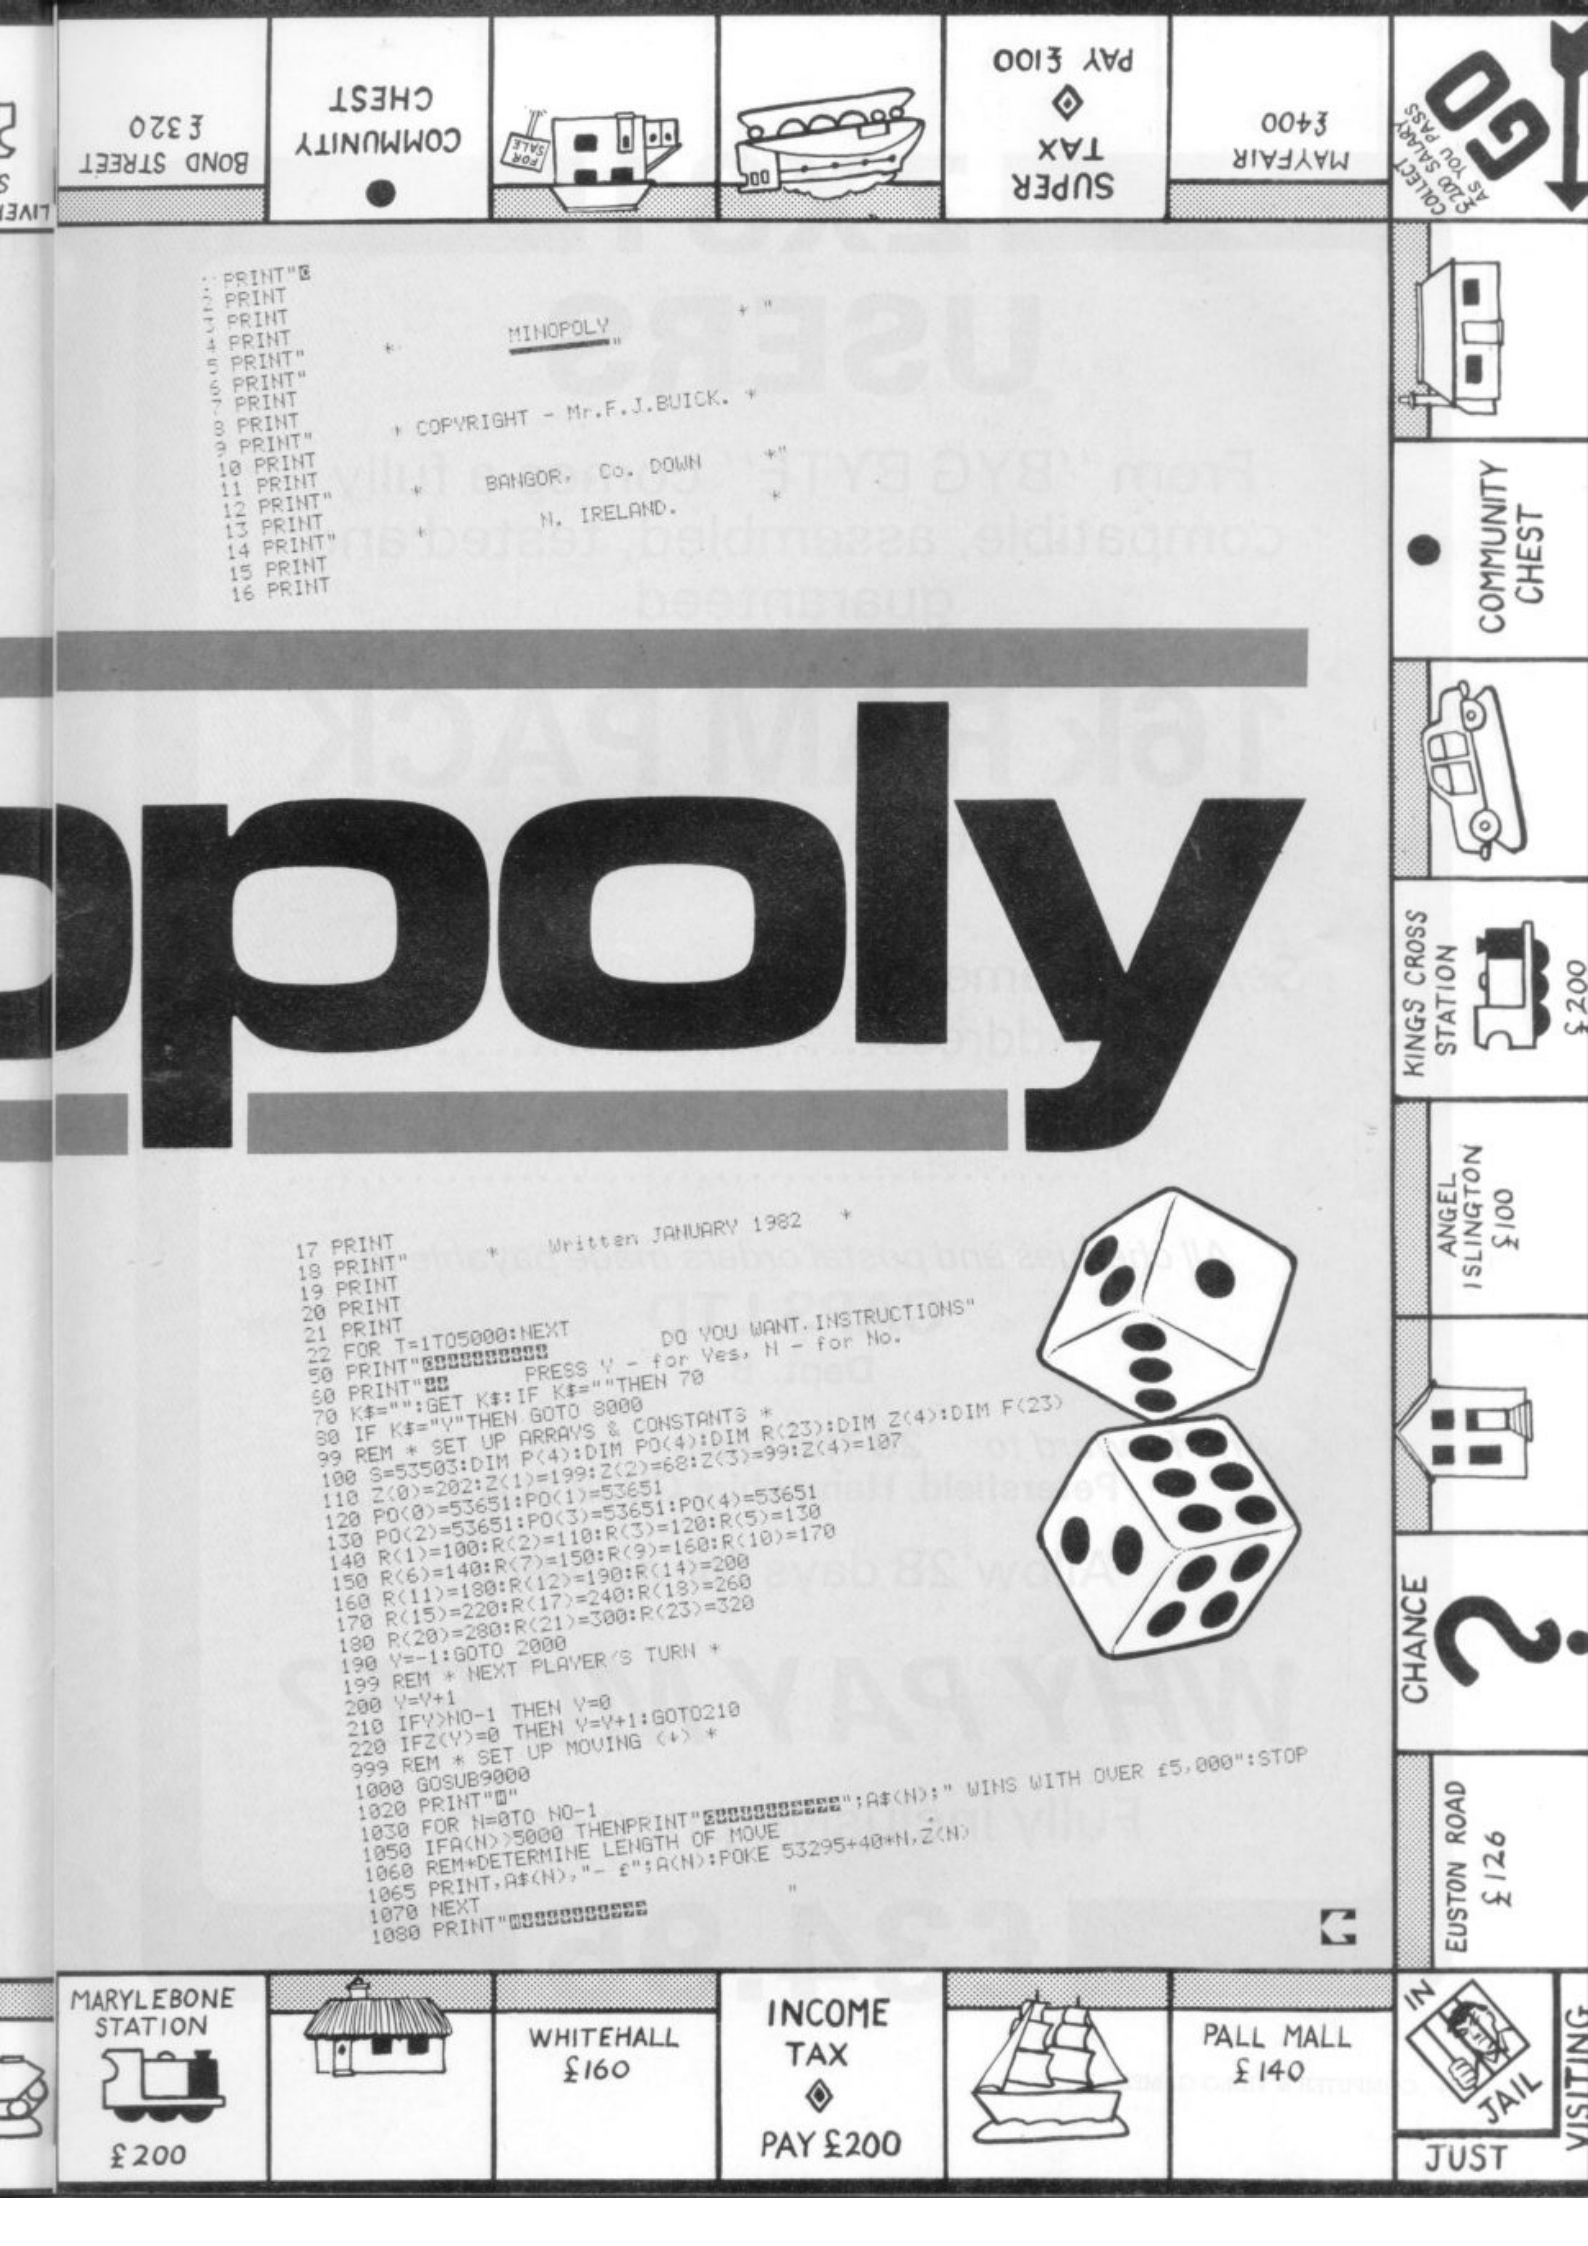 BOND STREET
£320
COMMUNITY
CHEST
FOR
SALE
SUPER
TAX
PAY £100
MAYFAIR
£400
GO
COLLECT
£200 SALARY
AS YOU PASS
LIVER
S
1 PRINT"C
2 PRINT
3 PRINT
4 PRINT
5 PRINT" * MINOPOLY * "
6 PRINT" "
7 PRINT
8 PRINT
9 PRINT" * COPYRIGHT - Mr.F.J.BUICK. *
10 PRINT
11 PRINT
12 PRINT" * BANGOR, Co. DOWN *"
13 PRINT
14 PRINT" * N. IRELAND. *
15 PRINT
16 PRINT
opoly
17 PRINT
18 PRINT" * Written JANUARY 1982 *
19 PRINT
20 PRINT
21 PRINT
22 FOR T=1TO5000:NEXT
50 PRINT" DO YOU WANT.INSTRUCTIONS"
60 PRINT" PRESS Y - for Yes, N - for No.
70 K$="":GET K$:IF K$=""THEN 70
80 IF K$="Y"THEN GOTO 8000
99 REM * SET UP ARRAYS & CONSTANTS *
100 S=53503:DIM P(4):DIM PO(4):DIM R(23):DIM Z(4):DIM F(23)
110 Z(0)=202:Z(1)=199:Z(2)=68:Z(3)=99:Z(4)=107
120 PO(0)=53651:PO(1)=53651
130 PO(2)=53651:PO(3)=53651:PO(4)=53651
140 R(1)=100:R(2)=110:R(3)=120:R(5)=130
150 R(6)=140:R(7)=150:R(9)=160:R(10)=170
160 R(11)=180:R(12)=190:R(14)=200
170 R(15)=220:R(17)=240:R(18)=260
180 R(20)=280:R(21)=300:R(23)=320
190 Y=-1:GOTO 2000
199 REM * NEXT PLAYER'S TURN *
200 Y=Y+1
210 IFY>NO-1 THEN Y=0
220 IFZ(Y)=0 THEN Y=Y+1:GOTO210
999 REM * SET UP MOVING (↓) *
1000 GOSUB9000
1020 PRINT" "
1030 FOR N=0TO NO-1
1050 IFA(N)>5000 THENPRINT" ";A$(N);" WINS WITH OVER £5,000":STOP
1060 REM*DETERMINE LENGTH OF MOVE
1065 PRINT,A$(N),"- £";A(N):POKE 53295+40*N,Z(N)
1070 NEXT
1080 PRINT" "
COMMUNITY
CHEST
KINGS CROSS
STATION
£200
ANGEL
ISLINGTON
£100
CHANCE
?
EUSTON ROAD
£126
MARYLEBONE
STATION
£200
WHITEHALL
£160
INCOME
TAX
PAY £200
PALL MALL
£140
IN
JAIL
JUST
VISITING